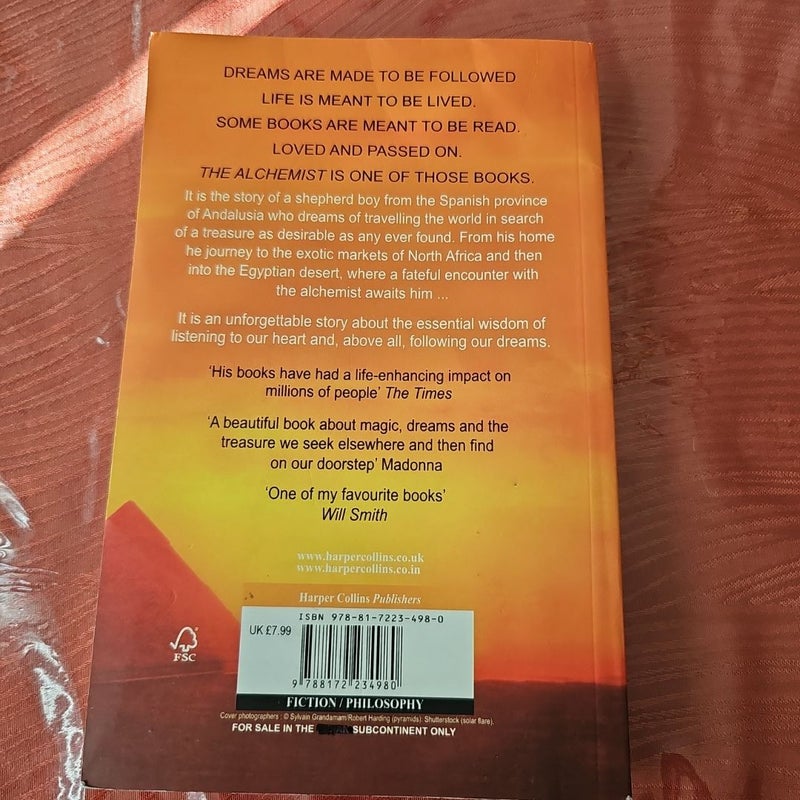 DREAMS ARE MADE TO BE FOLLOWED
LIFE IS MEANT TO BE LIVED.
SOME BOOKS ARE MEANT TO BE READ.
LOVED AND PASSED ON.
THE ALCHEMIST IS ONE OF THOSE BOOKS.
It is the story of a shepherd boy from the Spanish province
of Andalusia who dreams of travelling the world in search
of a treasure as desirable as any ever found. From his home
he journey to the exotic markets of North Africa and then
into the Egyptian desert, where a fateful encounter with
the alchemist awaits him ...
It is an unforgettable story about the essential wisdom of
listening to our heart and, above all, following our dreams.
'His books have had a life-enhancing impact on
millions of people' The Times
'A beautiful book about magic, dreams and the
treasure we seek elsewhere and then find
on our doorstep' Madonna
'One of my favourite books'
Will Smith
www.harpercollins.co.uk
www.harpercollins.co.in
Harper Collins Publishers
ISBN 978-81-7223-498-0
UK £7.99
9 788172 234980
FSC
FICTION / PHILOSOPHY
Cover photographers : © Sylvain Grandamam/Robert Harding (pyramids): Shutterstock (solar flare).
FOR SALE IN THE SUBCONTINENT ONLY